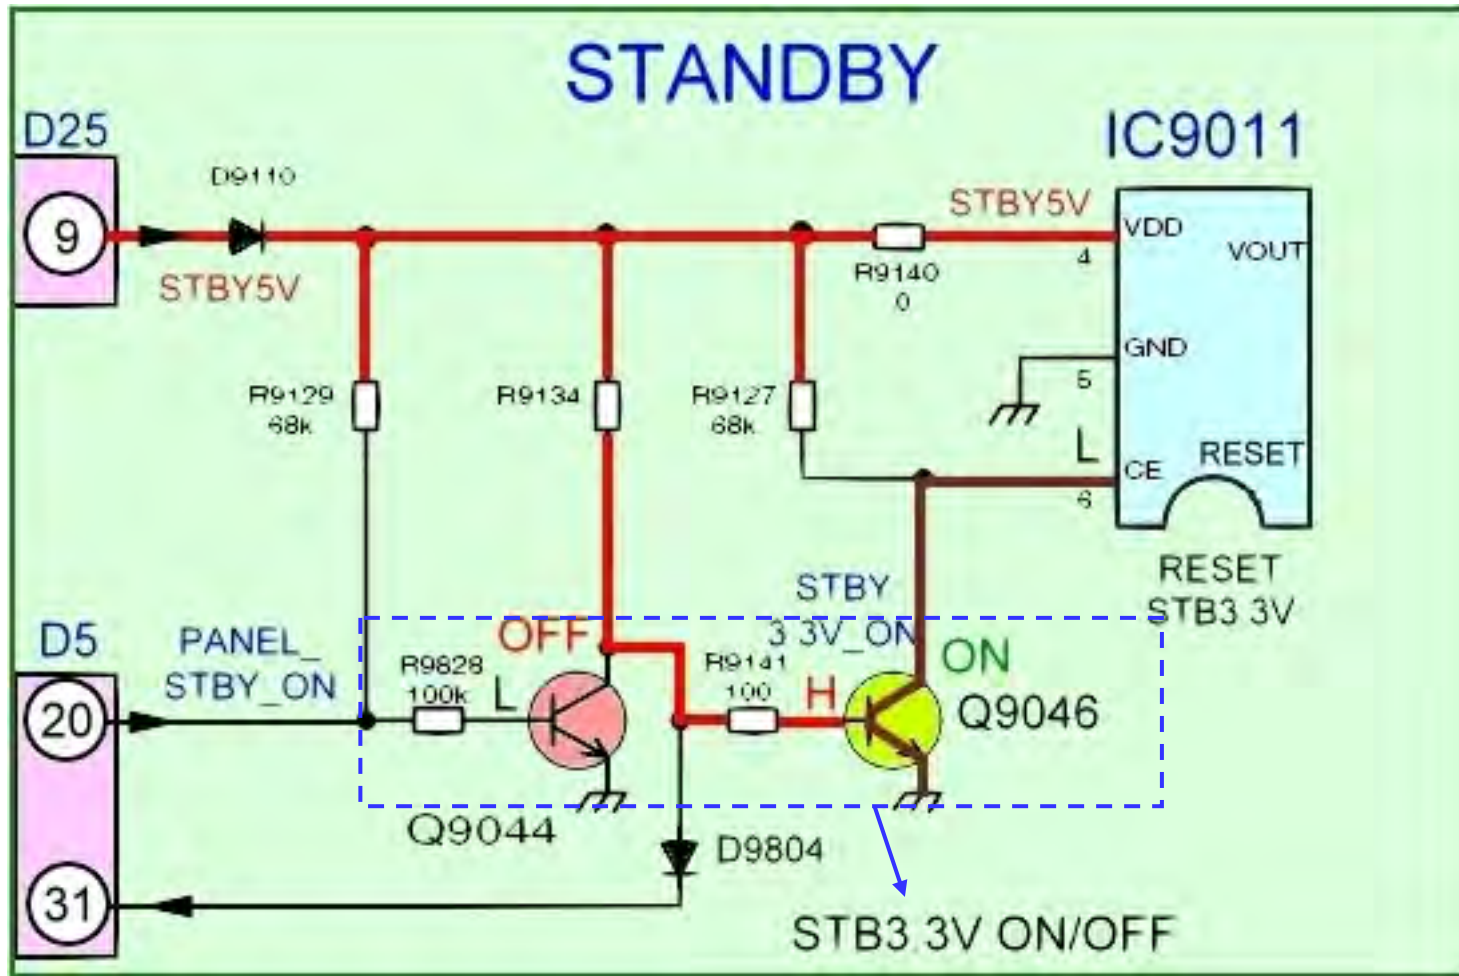 STANDBY
D25
IC9011
D9110
9
STBY5V
STBY5V
VDD
4
VOUT
R9140
0
GND
5
R9129
68k
R9134
R9127
68k
L
CE
RESET
6
STBY
3 3V_ON
RESET
STB3 3V
D5
PANEL_
STBY_ON
OFF
ON
R9828
100k
L
R9141
100
H
Q9046
20
Q9044
D9804
31
STB3.3V ON/OFF